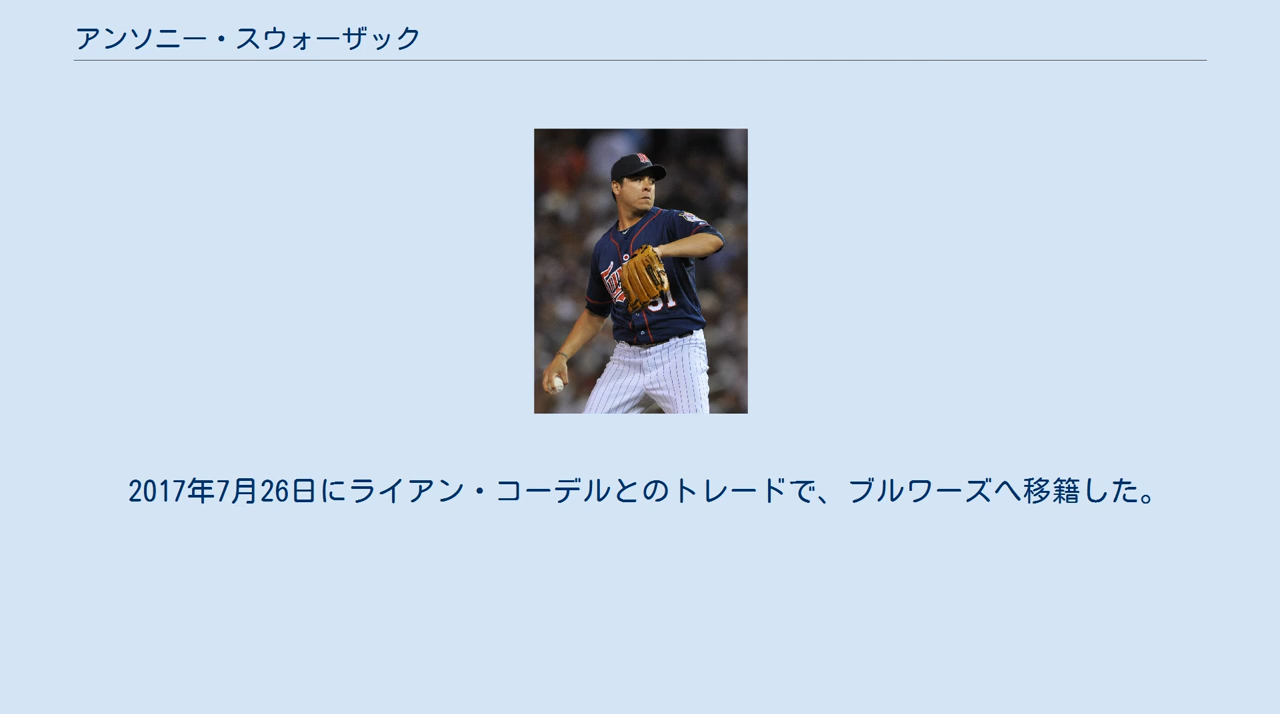 アンソニー・スウォーザック
2017年7月26日にライアン・コーデルとのトレードで、ブルワーズへ移籍した。